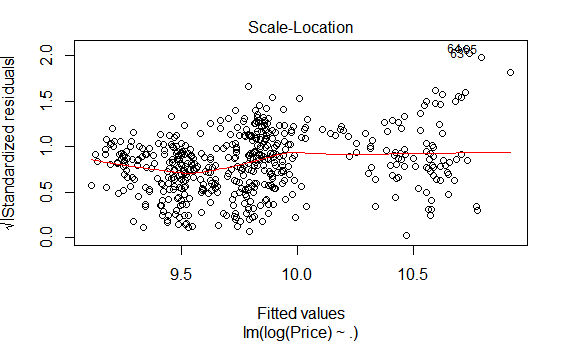 Scale-Location
√|Standardized residuals|
2.0
1.5
1.0
0.5
0.0
9.5 10.0 10.5
Fitted values
lm(log(Price) ~ .)